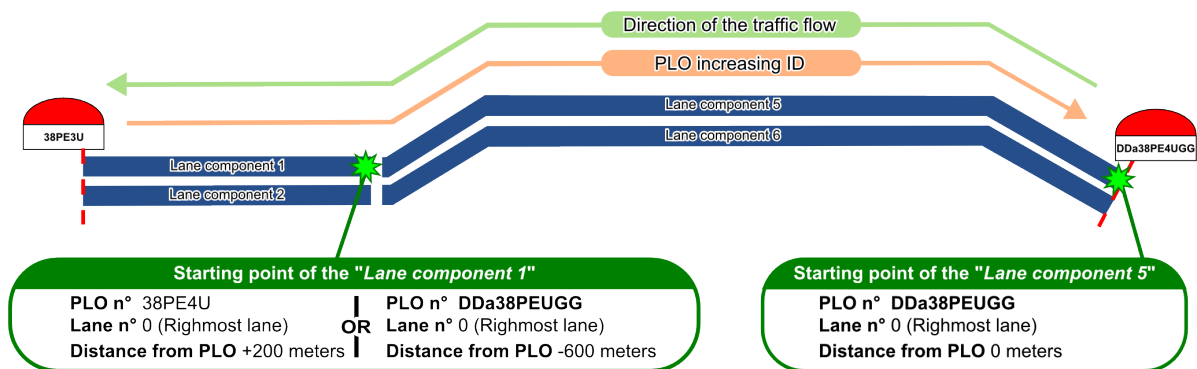 Direction of the traffic flow
PLO increasing ID
38PE3U
DDa38PE4UGG
Lane component 5
Lane component 6
Lane component 1
Lane component 2
Starting point of the "Lane component 1"
PLO n° 38PE4U
Lane n° 0 (Righmost lane)
Distance from PLO +200 meters
OR
PLO n° DDa38PEUGG
Lane n° 0 (Righmost lane)
Distance from PLO -600 meters
Starting point of the "Lane component 5"
PLO n° DDa38PEUGG
Lane n° 0 (Righmost lane)
Distance from PLO 0 meters